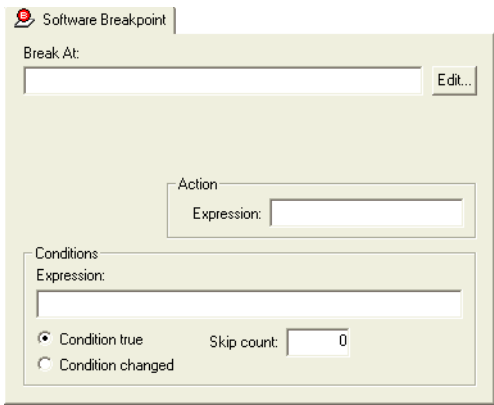 Software Breakpoint
Break At:
Edit...
Action
Expression:
Conditions
Expression:
Condition true
Skip count: 0
Condition changed